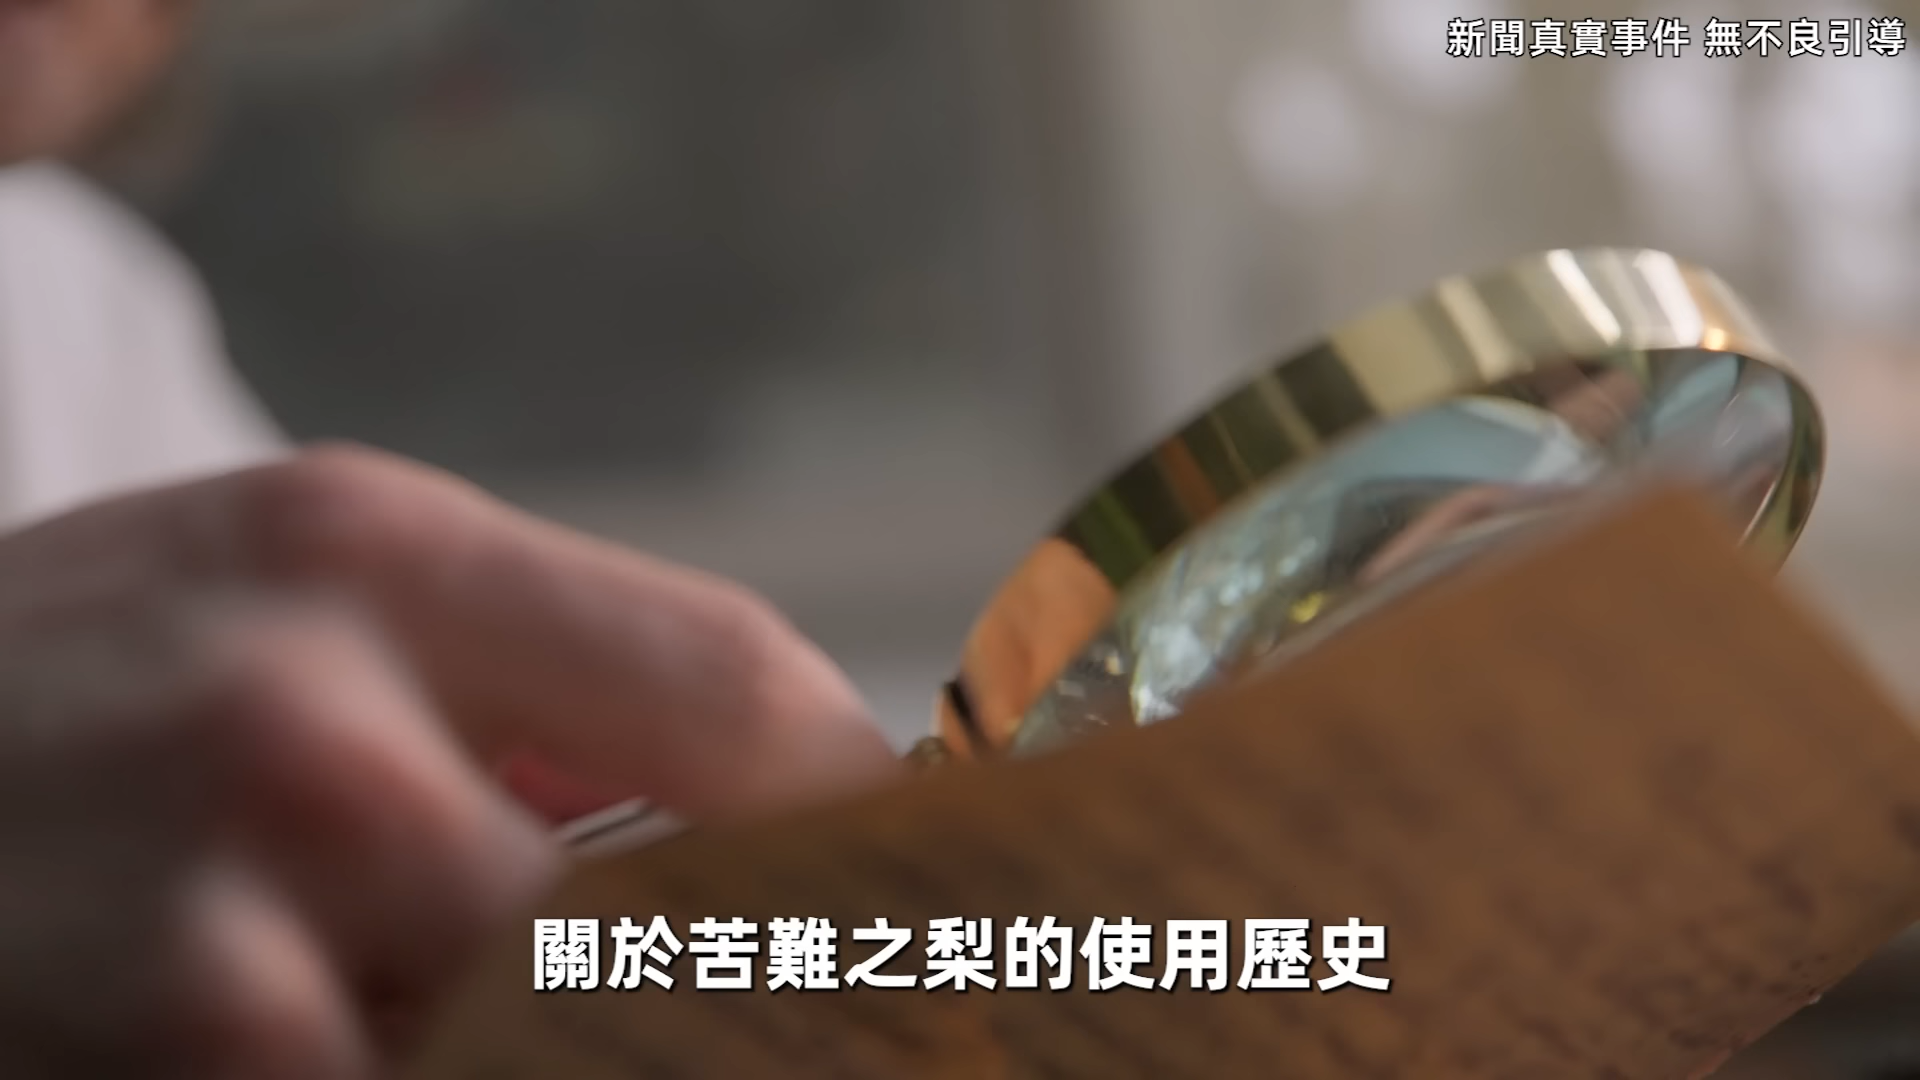 新聞真實事件 無不良引導
關於苦難之梨的使用歷史